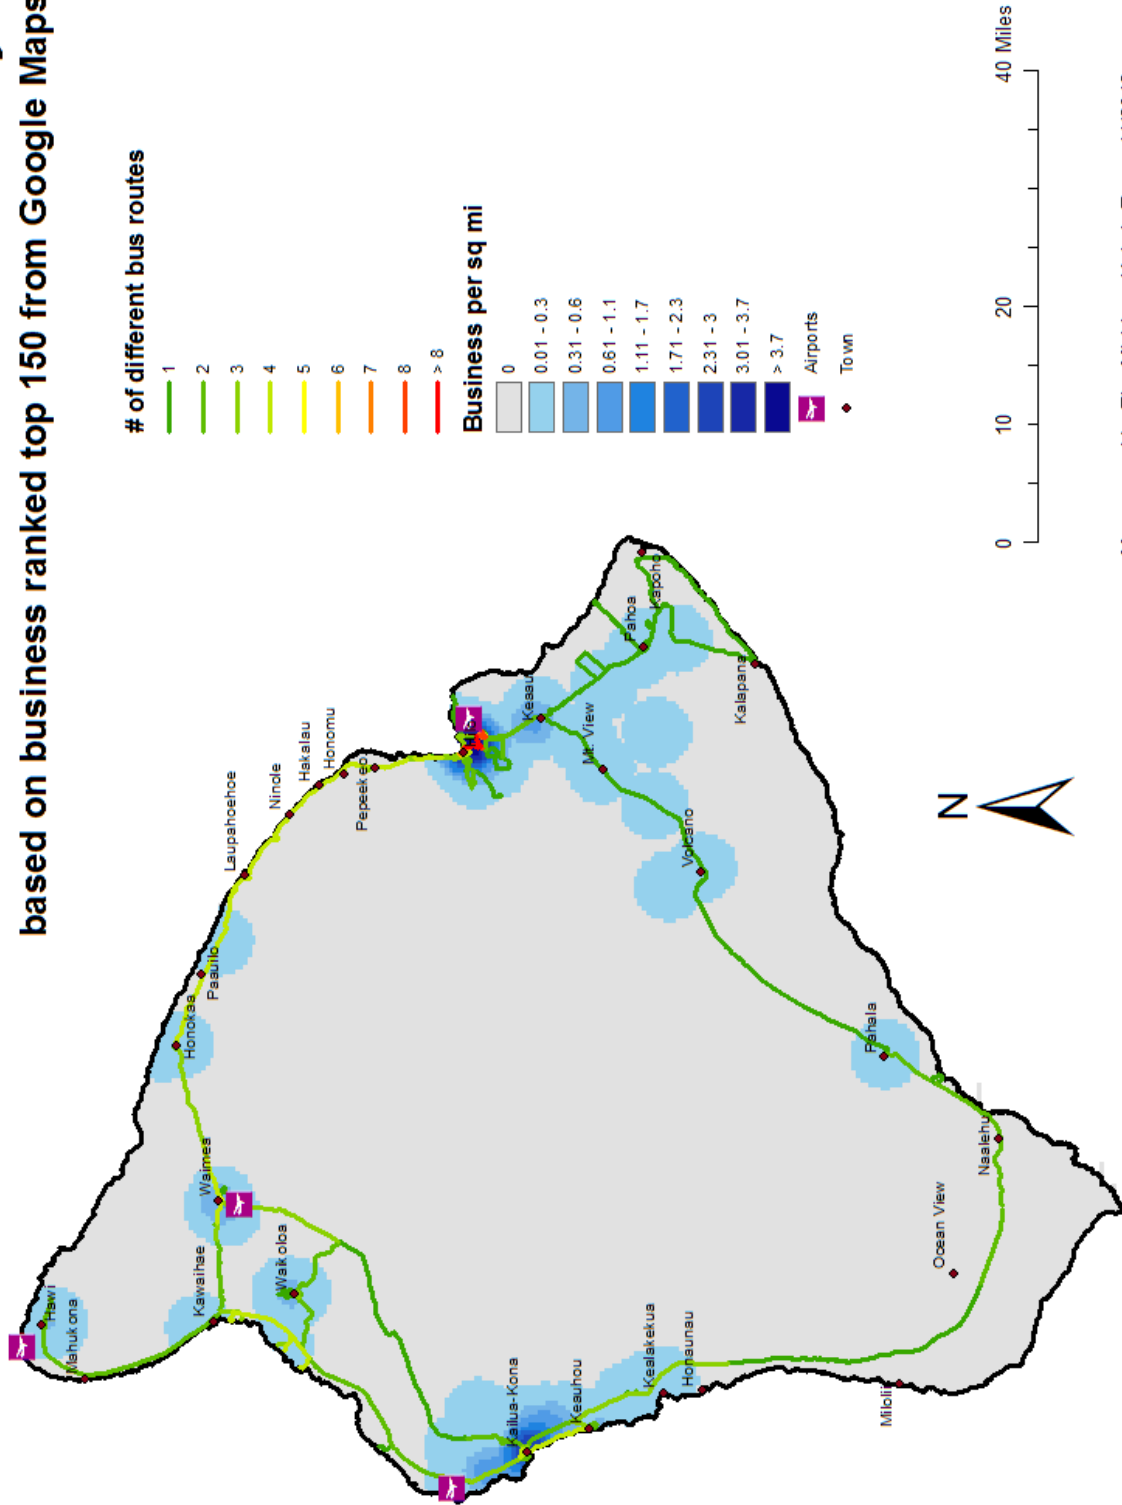 based on business ranked top 150 from Google Maps
# of different bus routes
1
2
3
4
5
6
7
8
> 8
Business per sq mi
0
0.01 - 0.3
0.31 - 0.6
0.61 - 1.1
1.11 - 1.7
1.71 - 2.3
2.31 - 3
3.01 - 3.7
> 3.7
Airports
Town
Hawi
Mahukona
Kawaihae
Waimea
Honokaa
Paauilo
Laupahoehoe
Ninole
Hakalau
Honomu
Pepeekeo
Waikoloa
Kailua-Kona
Keauhou
Kealakekua
Honaunau
Milolii
Ocean View
Naalehu
Pahala
Volcano
Mt. View
Keaau
Pahoa
Kapoho
Kalapana
N
0 10 20 40 Miles